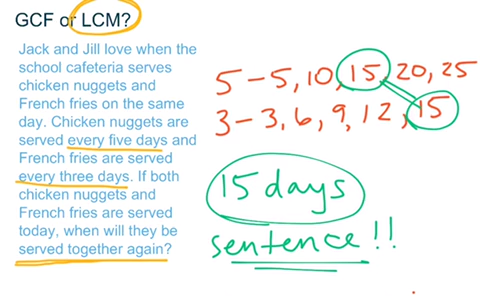 GCF or LCM?
Jack and Jill love when the
school cafeteria serves
chicken nuggets and
French fries on the same
day. Chicken nuggets are
served every five days and
French fries are served
every three days. If both
chicken nuggets and
French fries are served
today, when will they be
served together again?
5 - 5, 10, 15, 20, 25
3 - 3, 6, 9, 12, 15
15 days
sentence!!